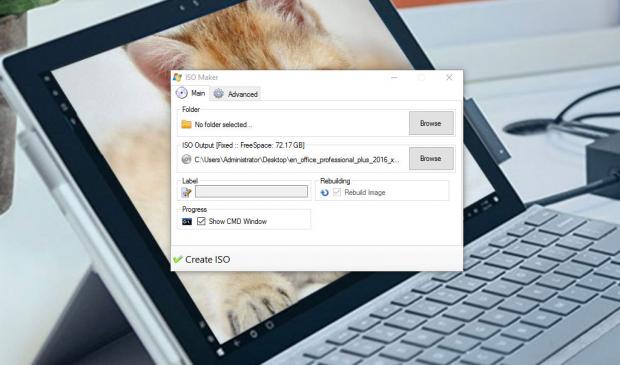 ISO Maker
Main
Advanced
Folder
No folder selected...
Browse
ISO Output [Fixed :: FreeSpace: 72.17 GB]
C:\Users\Administrator\Desktop\en_office_professional_plus_2016_x...
Browse
Label
Rebuilding
Rebuild Image
Progress
Show CMD Window
Create ISO